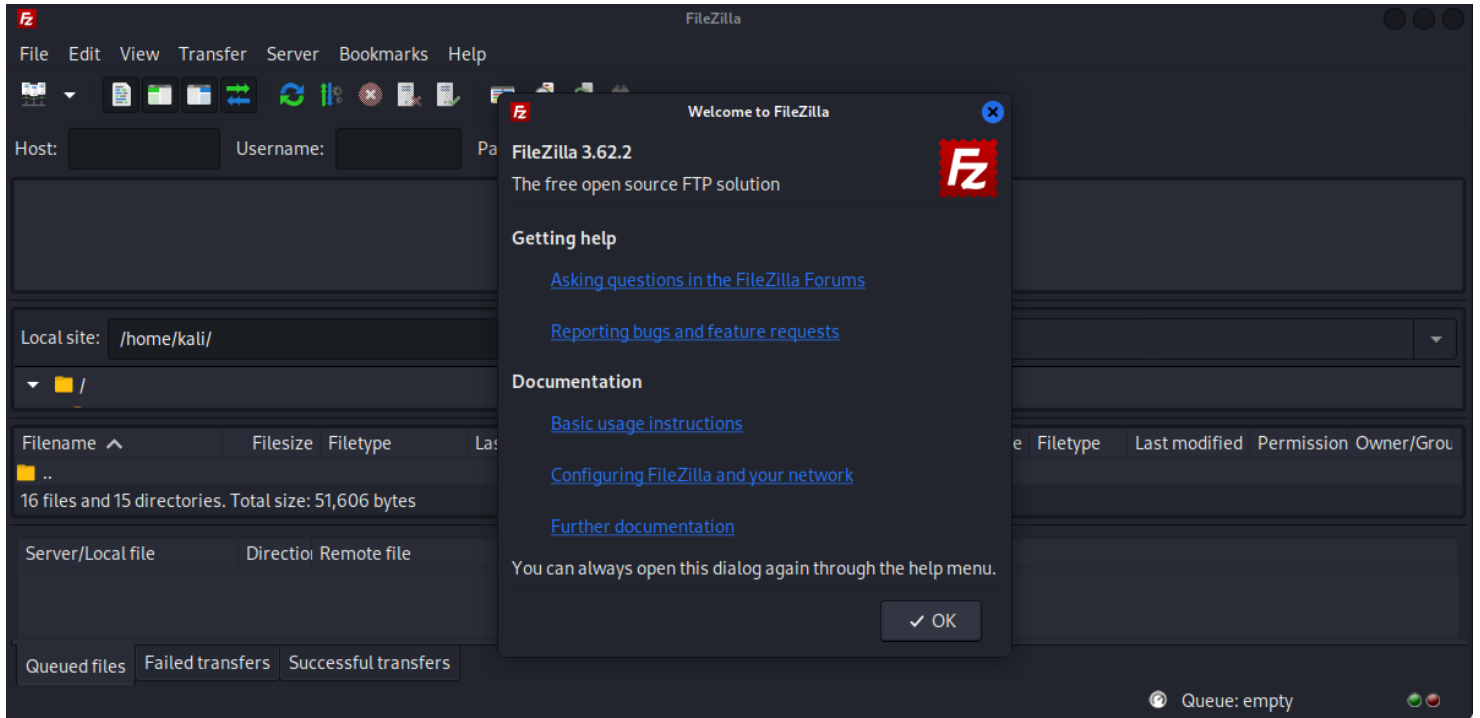 FileZilla
File Edit View Transfer Server Bookmarks Help
Host: Username: Pa
Welcome to FileZilla
FileZilla 3.62.2
The free open source FTP solution
Getting help
Asking questions in the FileZilla Forums
Reporting bugs and feature requests
Documentation
Basic usage instructions
Configuring FileZilla and your network
Further documentation
You can always open this dialog again through the help menu.
OK
Local site: /home/kali/
/
Filename Filesize Filetype Las
..
16 files and 15 directories. Total size: 51,606 bytes
e Filetype Last modified Permission Owner/Grou
Server/Local file Direction Remote file
Queued files Failed transfers Successful transfers
Queue: empty